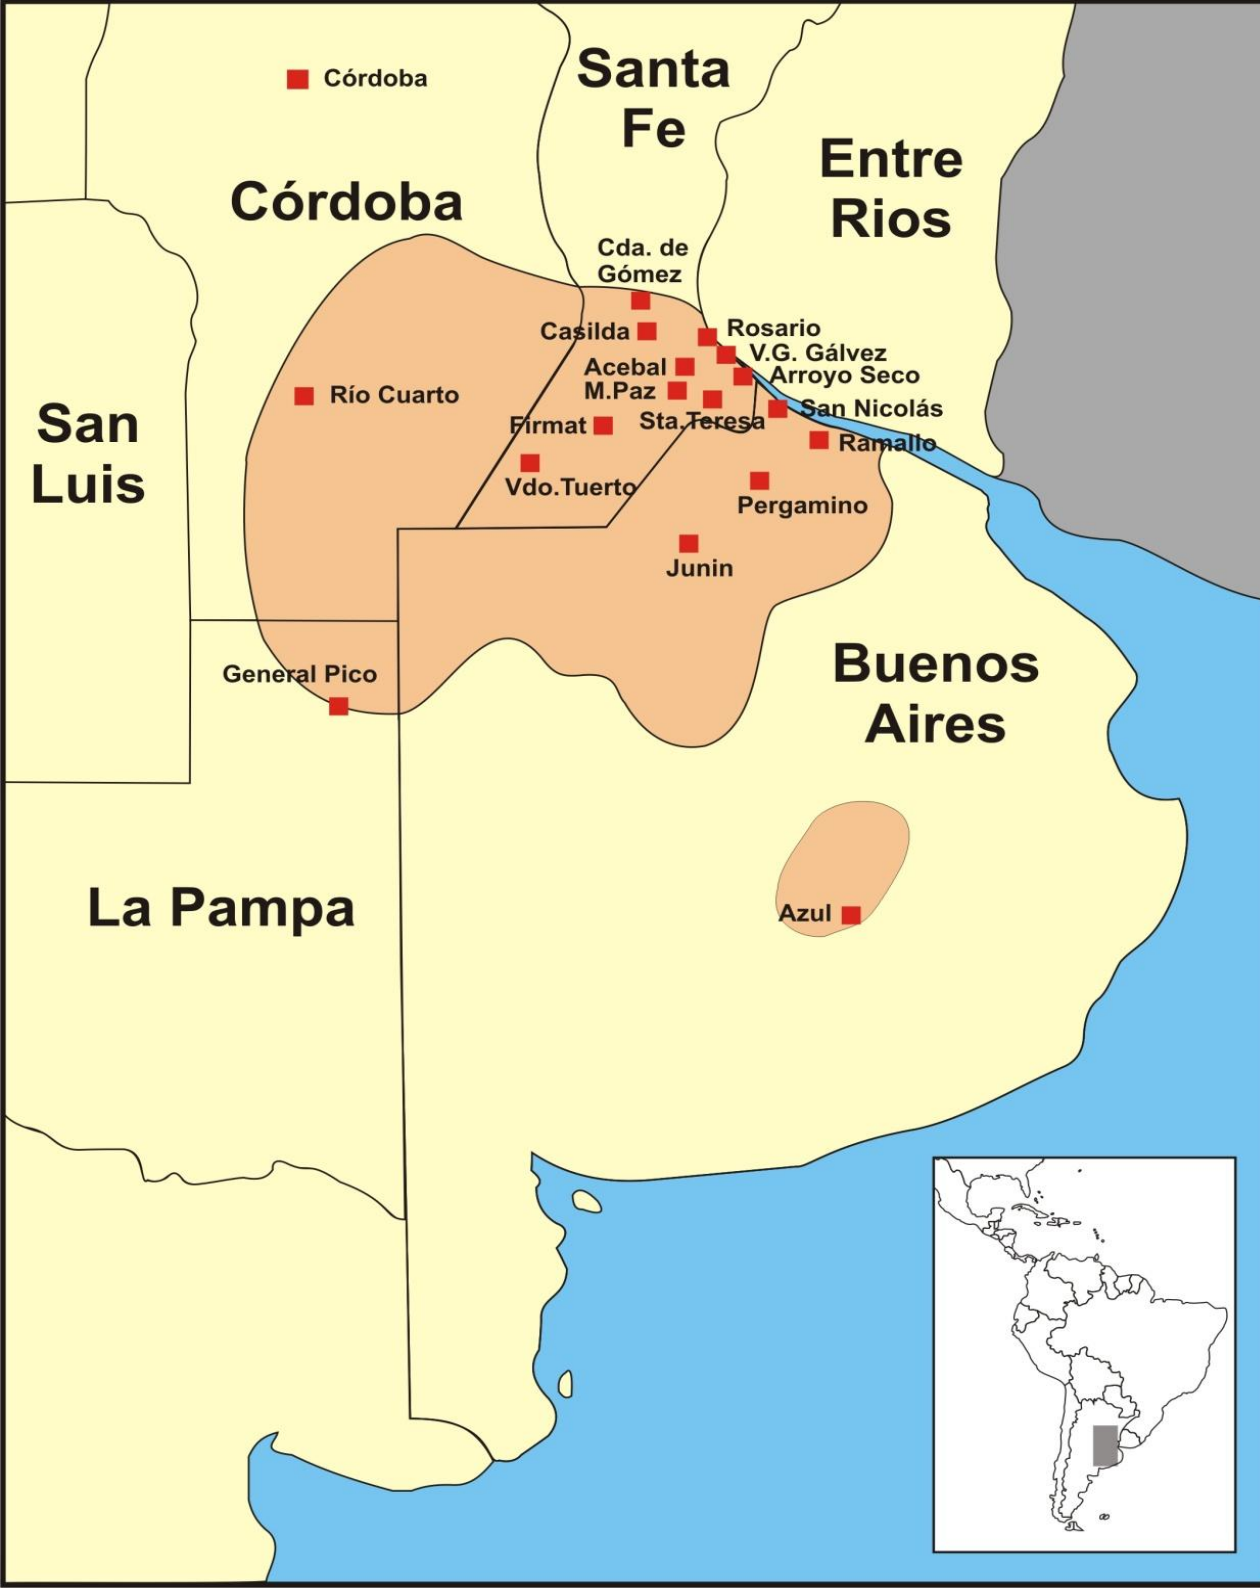 Córdoba
Santa
Fe
Entre
Rios
Córdoba
Cda. de
Gómez
Casilda
Rosario
V.G. Gálvez
Acebal
Arroyo Seco
M.Paz
Río Cuarto
San Nicolás
Sta.Teresa
Firmat
Ramallo
San
Luis
Vdo.Tuerto
Pergamino
Junin
General Pico
Buenos
Aires
La Pampa
Azul